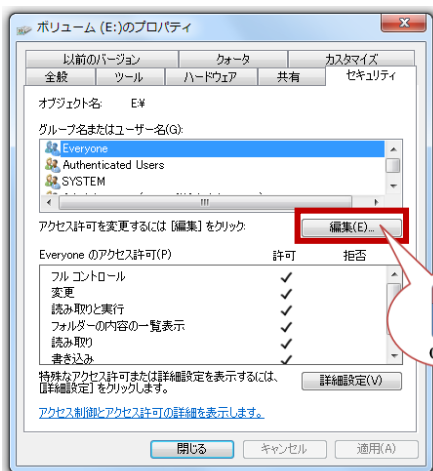 ボリューム (E:)のプロパティ
以前のバージョン クォータ カスタマイズ
全般 ツール ハードウェア 共有 セキュリティ
オブジェクト名: E:¥
グループ名またはユーザー名(G):
Everyone
Authenticated Users
SYSTEM
アクセス許可を変更するには [編集] をクリック: 編集(E)...
Everyone のアクセス許可(P) 許可 拒否
フル コントロール
変更
読み取りと実行
フォルダーの内容の一覧表示
読み取り
書き込み
特殊なアクセス許可または詳細設定を表示するには、 詳細設定(V)
[詳細設定] をクリックします。
アクセス制御とアクセス許可の詳細を表示します。
閉じる キャンセル 適用(A)